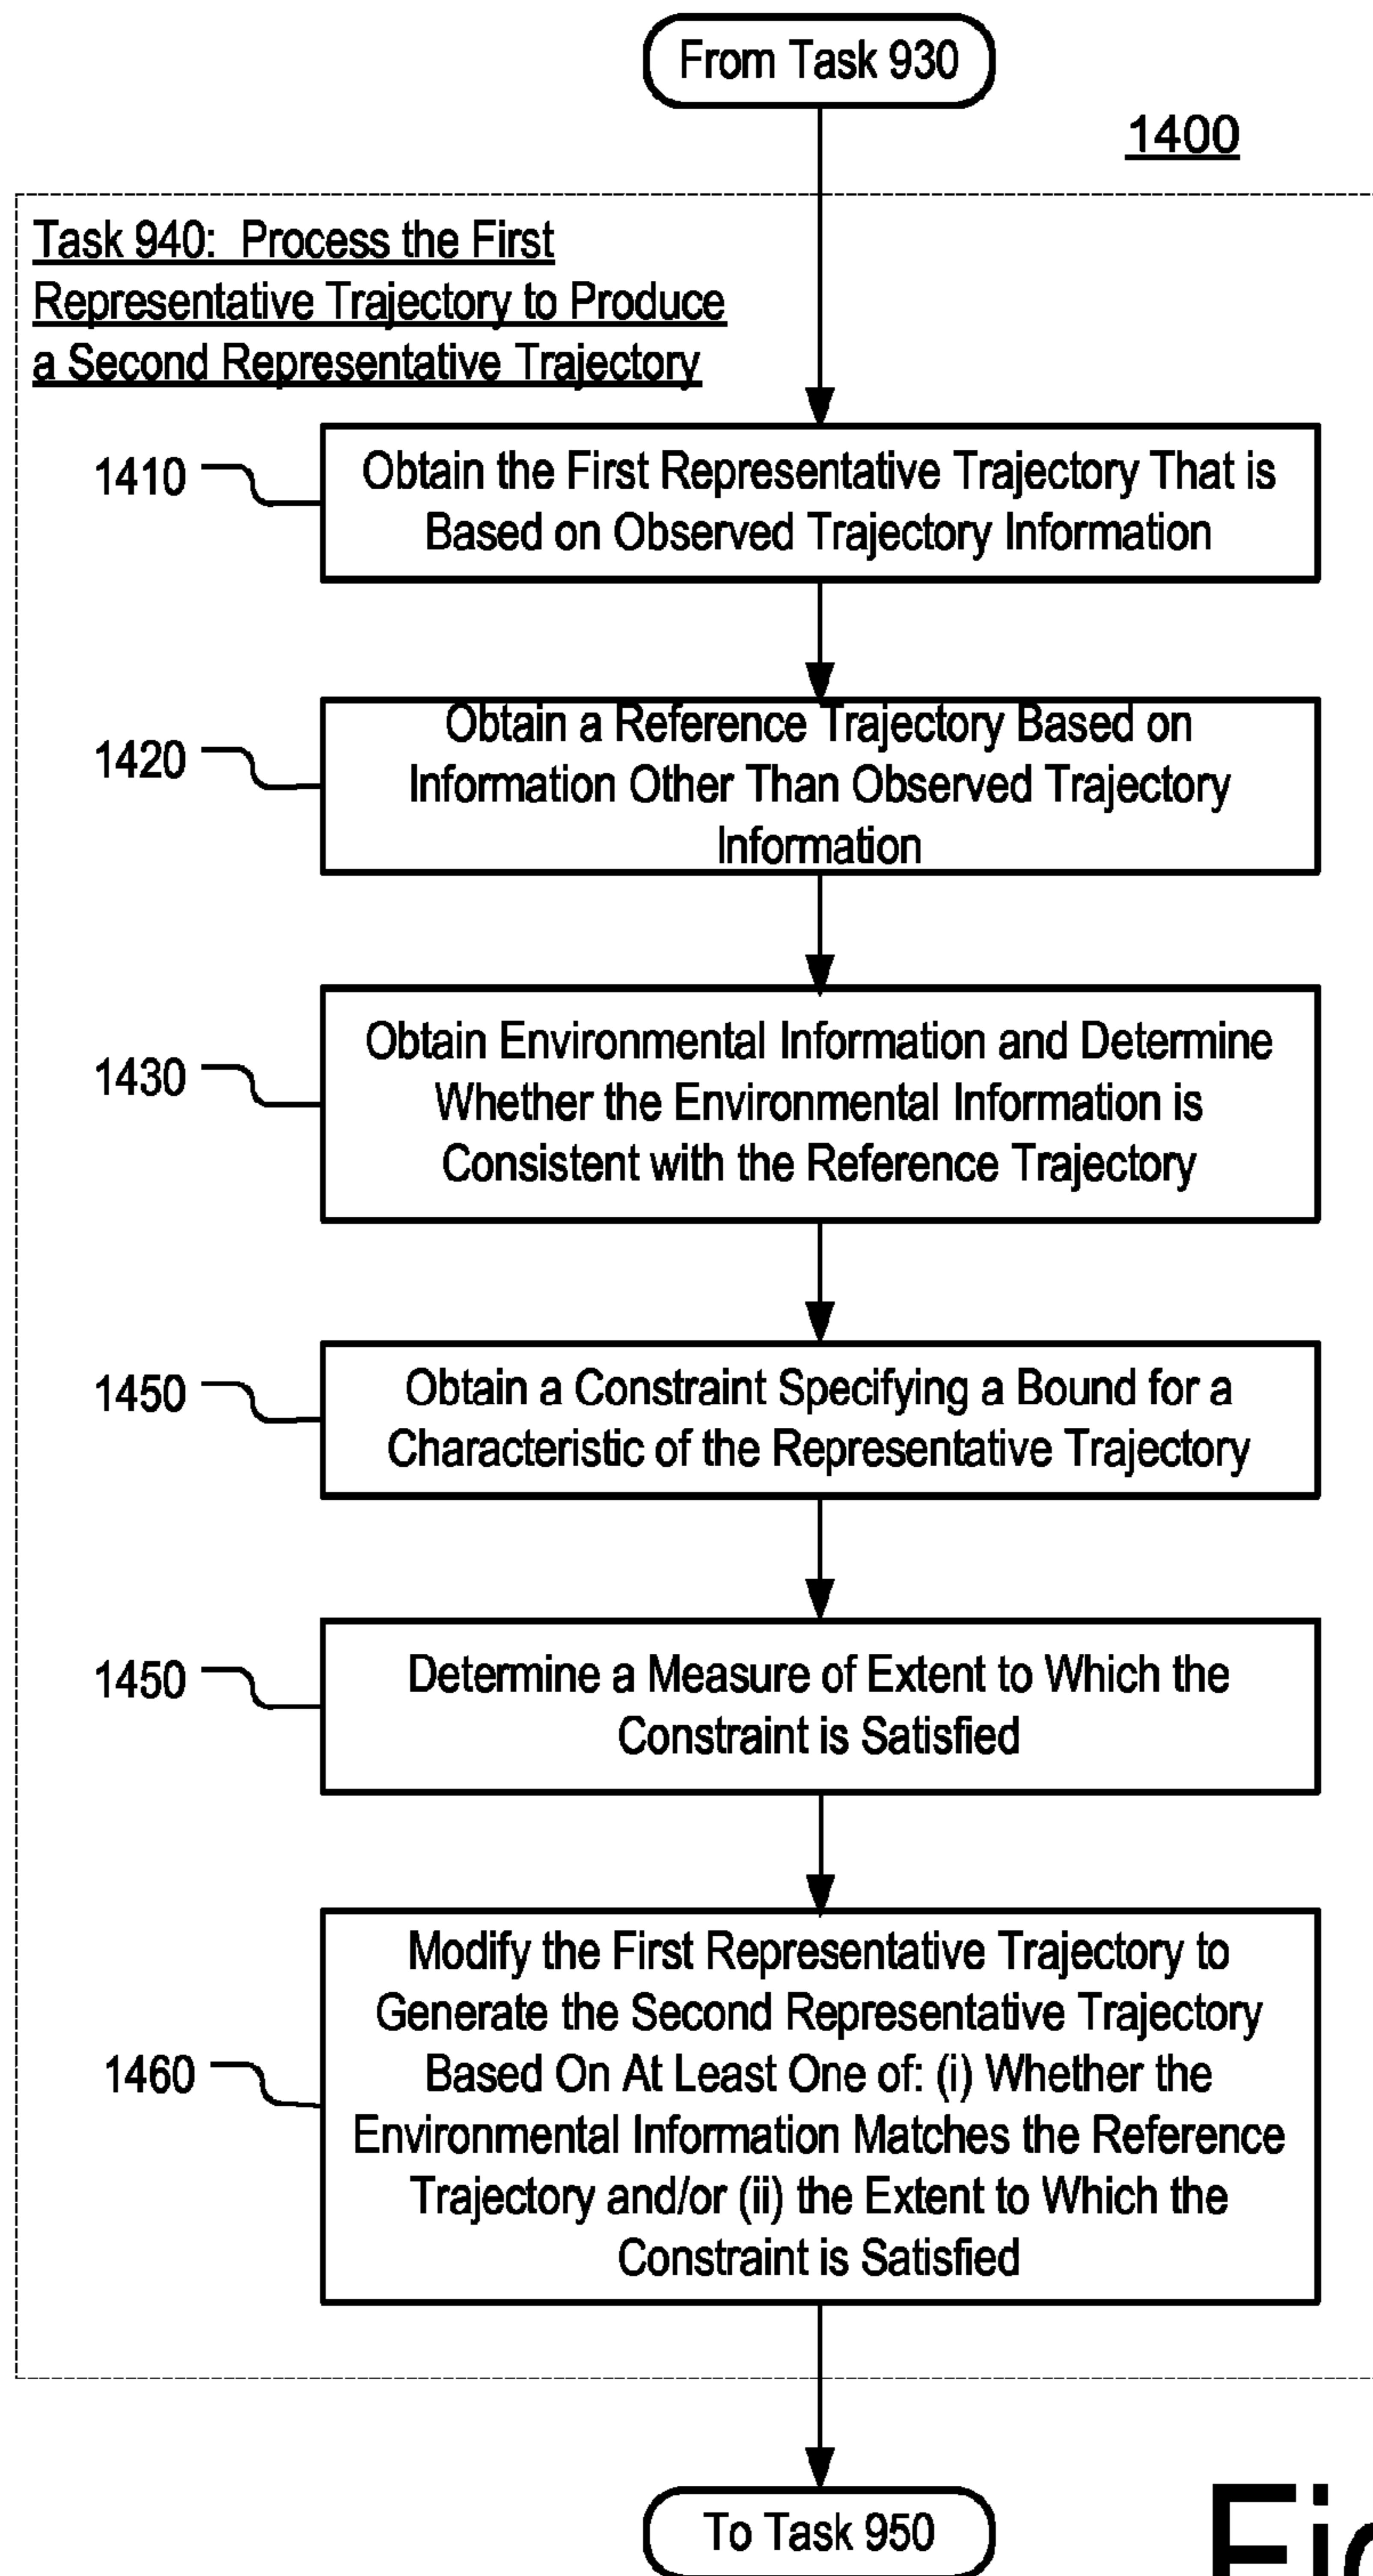 From Task 930
1400
Task 940: Process the First
Representative Trajectory to Produce
a Second Representative Trajectory
1410
Obtain the First Representative Trajectory That is
Based on Observed Trajectory Information
1420
Obtain a Reference Trajectory Based on
Information Other Than Observed Trajectory
Information
1430
Obtain Environmental Information and Determine
Whether the Environmental Information is
Consistent with the Reference Trajectory
1450
Obtain a Constraint Specifying a Bound for a
Characteristic of the Representative Trajectory
1450
Determine a Measure of Extent to Which the
Constraint is Satisfied
1460
Modify the First Representative Trajectory to
Generate the Second Representative Trajectory
Based On At Least One of: (i) Whether the
Environmental Information Matches the Reference
Trajectory and/or (ii) the Extent to Which the
Constraint is Satisfied
To Task 950